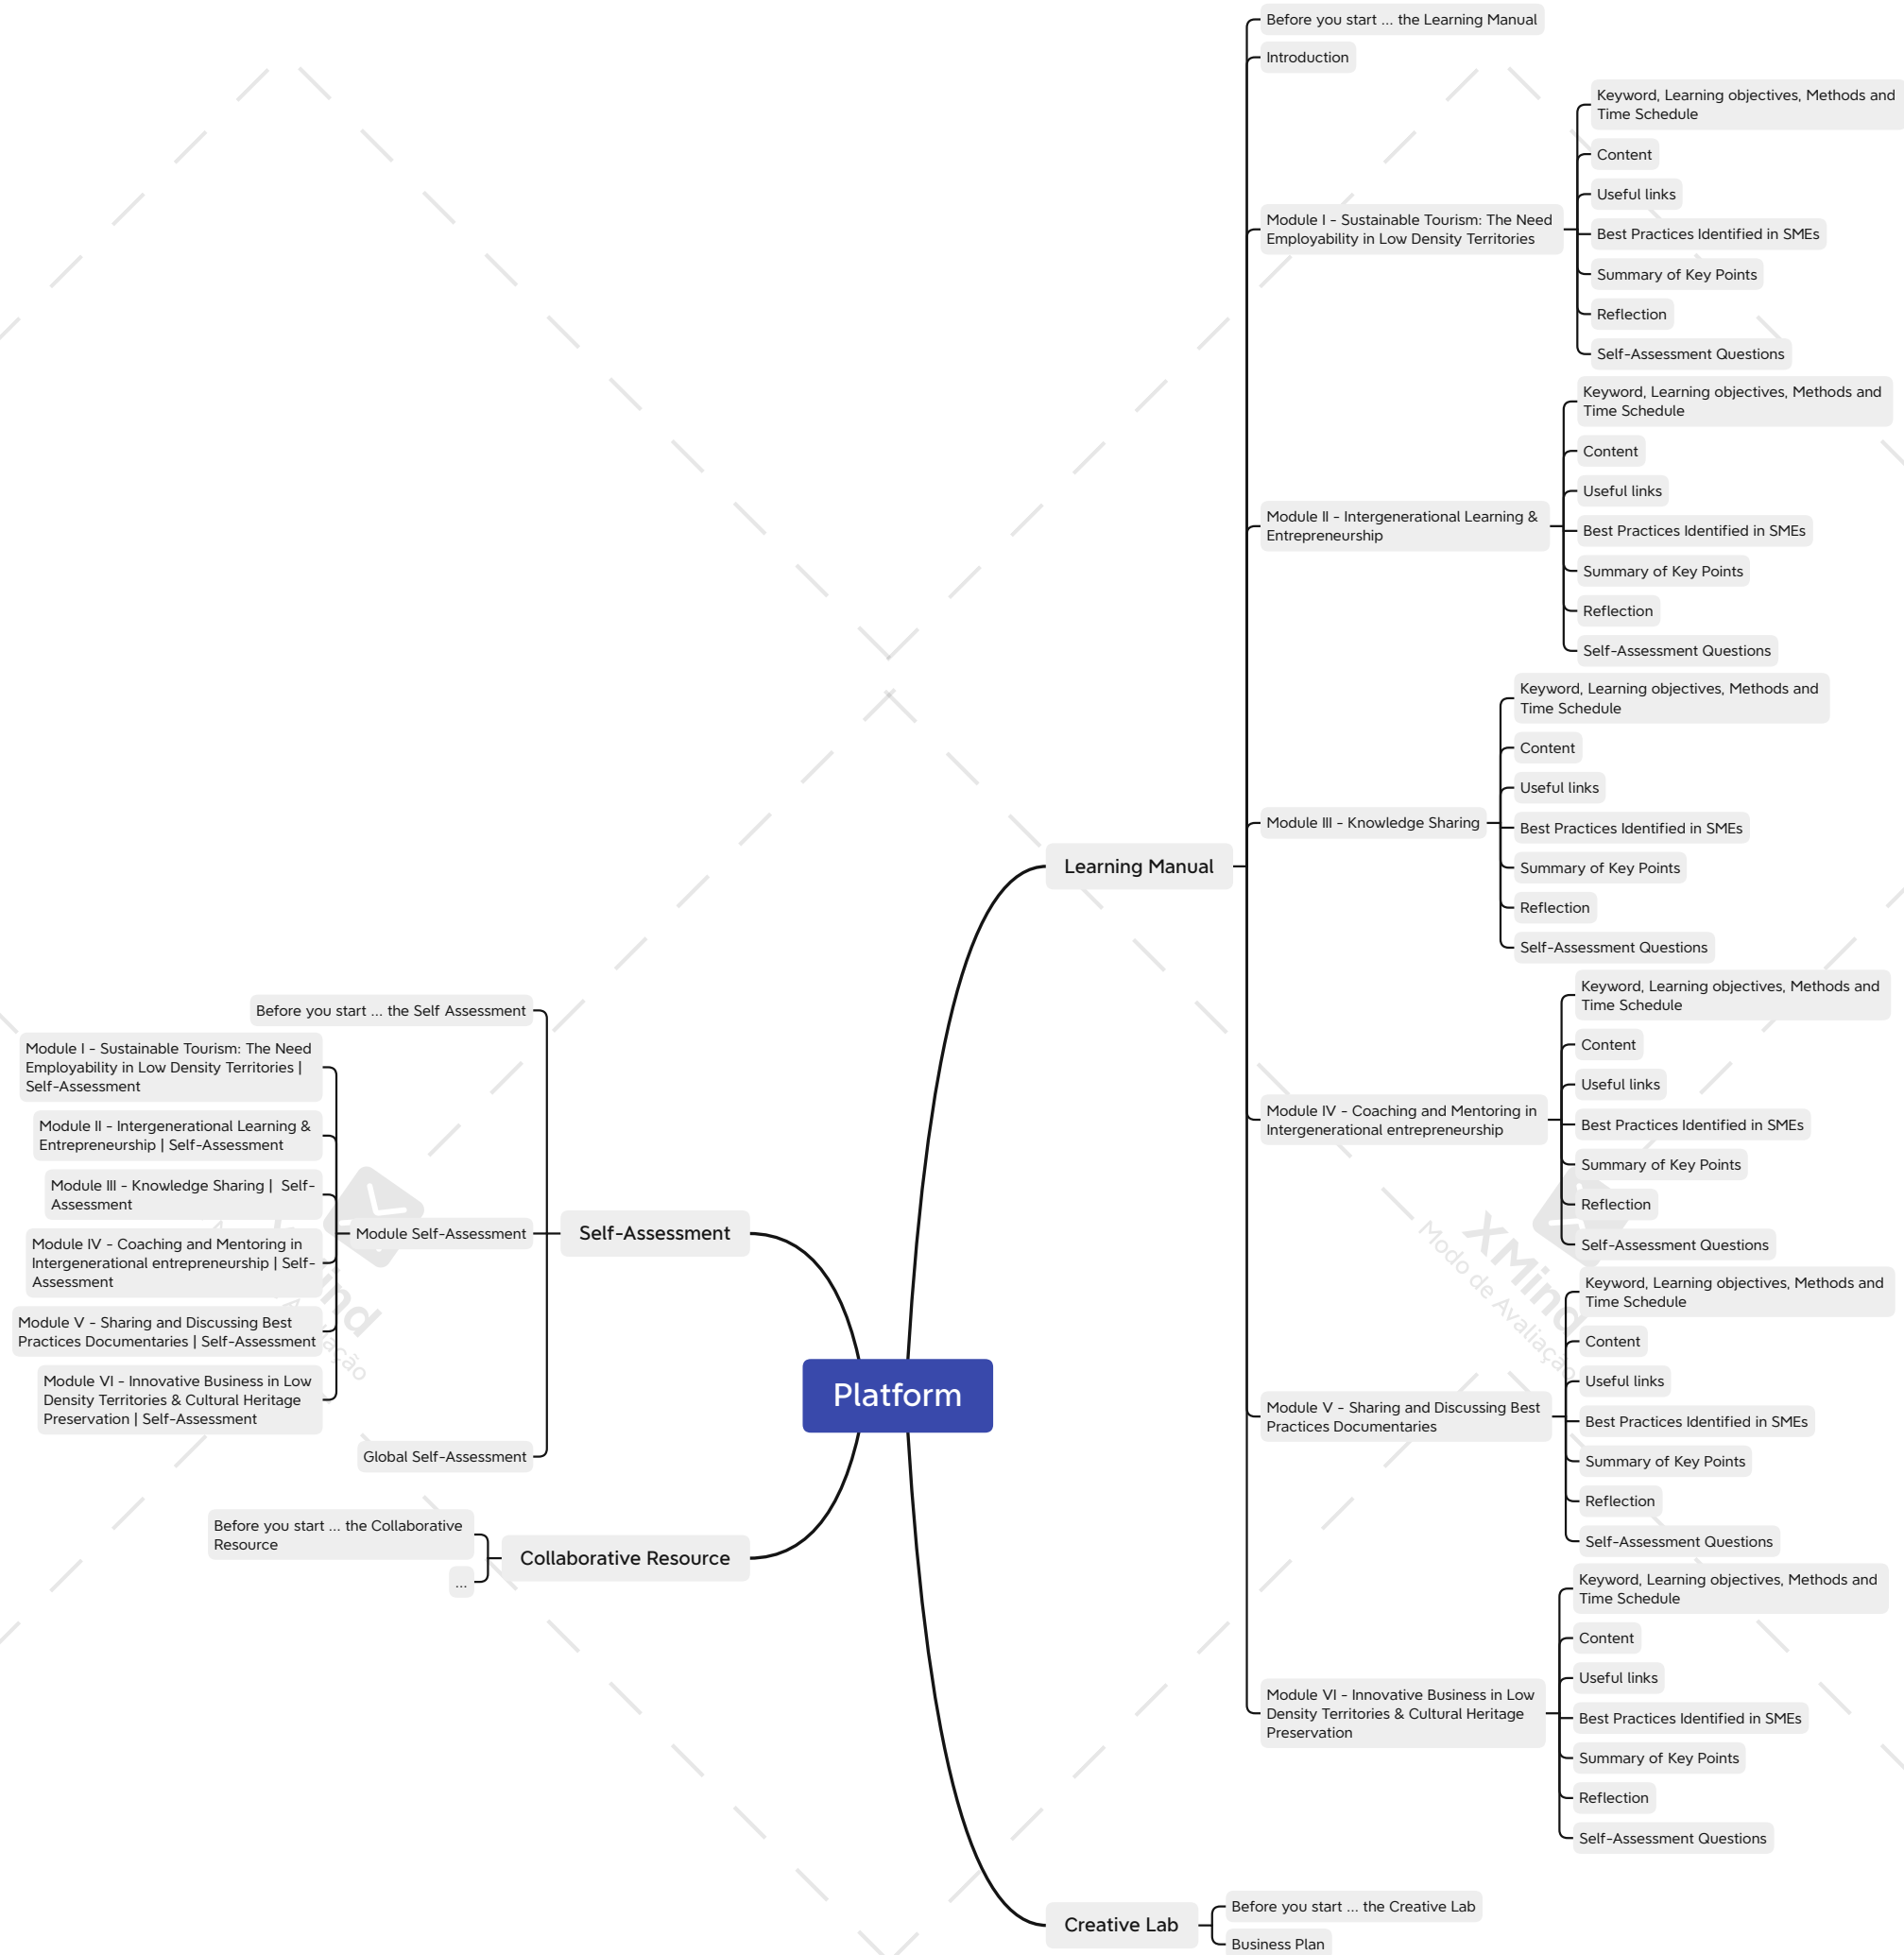 Before you start ... the Learning Manual
Introduction
Module I - Sustainable Tourism: The Need
Employability in Low Density Territories
Keyword, Learning objectives, Methods and
Time Schedule
Content
Useful links
Best Practices Identified in SMEs
Summary of Key Points
Reflection
Self-Assessment Questions
Module II - Intergenerational Learning &
Entrepreneurship
Keyword, Learning objectives, Methods and
Time Schedule
Content
Useful links
Best Practices Identified in SMEs
Summary of Key Points
Reflection
Self-Assessment Questions
Learning Manual
Module III - Knowledge Sharing
Keyword, Learning objectives, Methods and
Time Schedule
Content
Useful links
Best Practices Identified in SMEs
Summary of Key Points
Reflection
Self-Assessment Questions
Module IV - Coaching and Mentoring in
Intergenerational entrepreneurship
Keyword, Learning objectives, Methods and
Time Schedule
Content
Useful links
Best Practices Identified in SMEs
Summary of Key Points
Reflection
Self-Assessment Questions
Module V - Sharing and Discussing Best
Practices Documentaries
Keyword, Learning objectives, Methods and
Time Schedule
Content
Useful links
Best Practices Identified in SMEs
Summary of Key Points
Reflection
Self-Assessment Questions
Module VI - Innovative Business in Low
Density Territories & Cultural Heritage
Preservation
Keyword, Learning objectives, Methods and
Time Schedule
Content
Useful links
Best Practices Identified in SMEs
Summary of Key Points
Reflection
Self-Assessment Questions
Before you start ... the Self Assessment
Module I - Sustainable Tourism: The Need
Employability in Low Density Territories |
Self-Assessment
Module II - Intergenerational Learning &
Entrepreneurship | Self-Assessment
Module III - Knowledge Sharing |  Self-
Assessment
Module IV - Coaching and Mentoring in
Intergenerational entrepreneurship | Self-
Assessment
Module V - Sharing and Discussing Best
Practices Documentaries | Self-Assessment
Module VI - Innovative Business in Low
Density Territories & Cultural Heritage
Preservation | Self-Assessment
Module Self-Assessment
Self-Assessment
Global Self-Assessment
Platform
Before you start ... the Collaborative
Resource
...
Collaborative Resource
Creative Lab
Before you start ... the Creative Lab
Business Plan
XMind
Modo de Avaliação